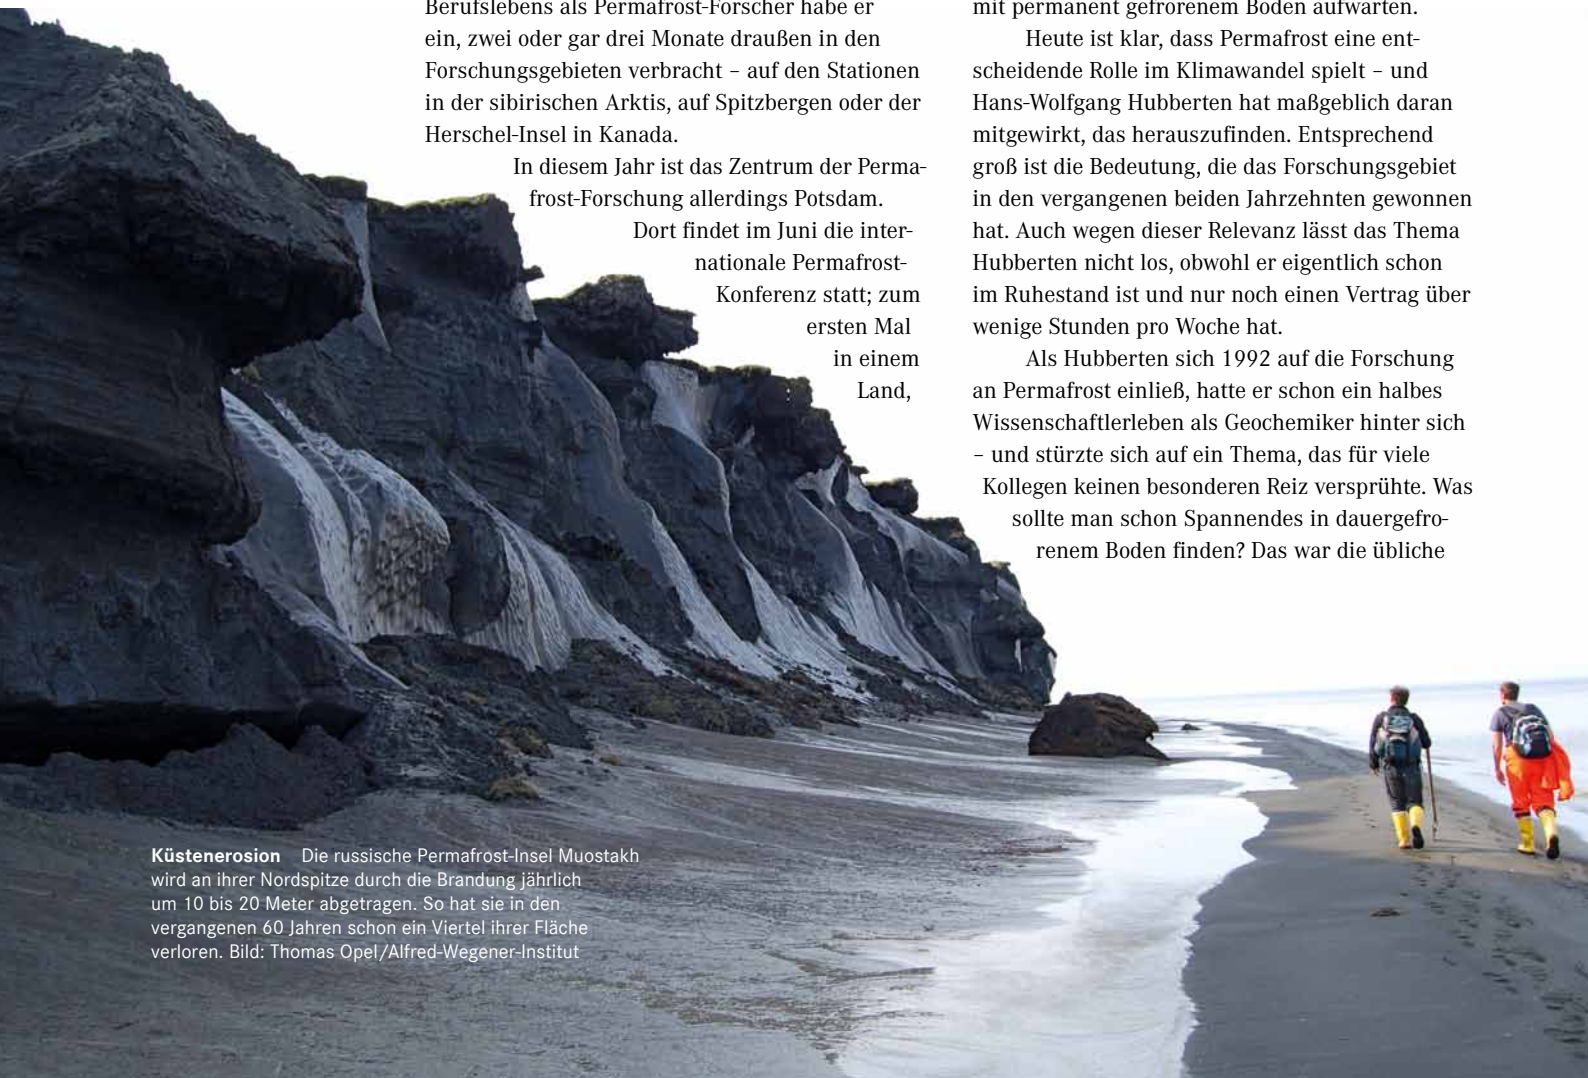 Berufslebens als Permafrost-Forscher habe er
ein, zwei oder gar drei Monate draußen in den
Forschungsgebieten verbracht – auf den Stationen
in der sibirischen Arktis, auf Spitzbergen oder der
Herschel-Insel in Kanada.
In diesem Jahr ist das Zentrum der Perma-
frost-Forschung allerdings Potsdam.
Dort findet im Juni die inter-
nationale Permafrost-
Konferenz statt; zum
ersten Mal
in einem
Land,
mit permanent gefrorenem Boden aufwarten.
Heute ist klar, dass Permafrost eine ent-
scheidende Rolle im Klimawandel spielt – und
Hans-Wolfgang Hubberten hat maßgeblich daran
mitgewirkt, das herauszufinden. Entsprechend
groß ist die Bedeutung, die das Forschungsgebiet
in den vergangenen beiden Jahrzehnten gewonnen
hat. Auch wegen dieser Relevanz lässt das Thema
Hubberten nicht los, obwohl er eigentlich schon
im Ruhestand ist und nur noch einen Vertrag über
wenige Stunden pro Woche hat.
Als Hubberten sich 1992 auf die Forschung
an Permafrost einließ, hatte er schon ein halbes
Wissenschaftlerleben als Geochemiker hinter sich
– und stürzte sich auf ein Thema, das für viele
Kollegen keinen besonderen Reiz versprühte. Was
sollte man schon Spannendes in dauergefro-
renem Boden finden? Das war die übliche
Küstenerosion Die russische Permafrost-Insel Muostakh
wird an ihrer Nordspitze durch die Brandung jährlich
um 10 bis 20 Meter abgetragen. So hat sie in den
vergangenen 60 Jahren schon ein Viertel ihrer Fläche
verloren. Bild: Thomas Opel/Alfred-Wegener-Institut